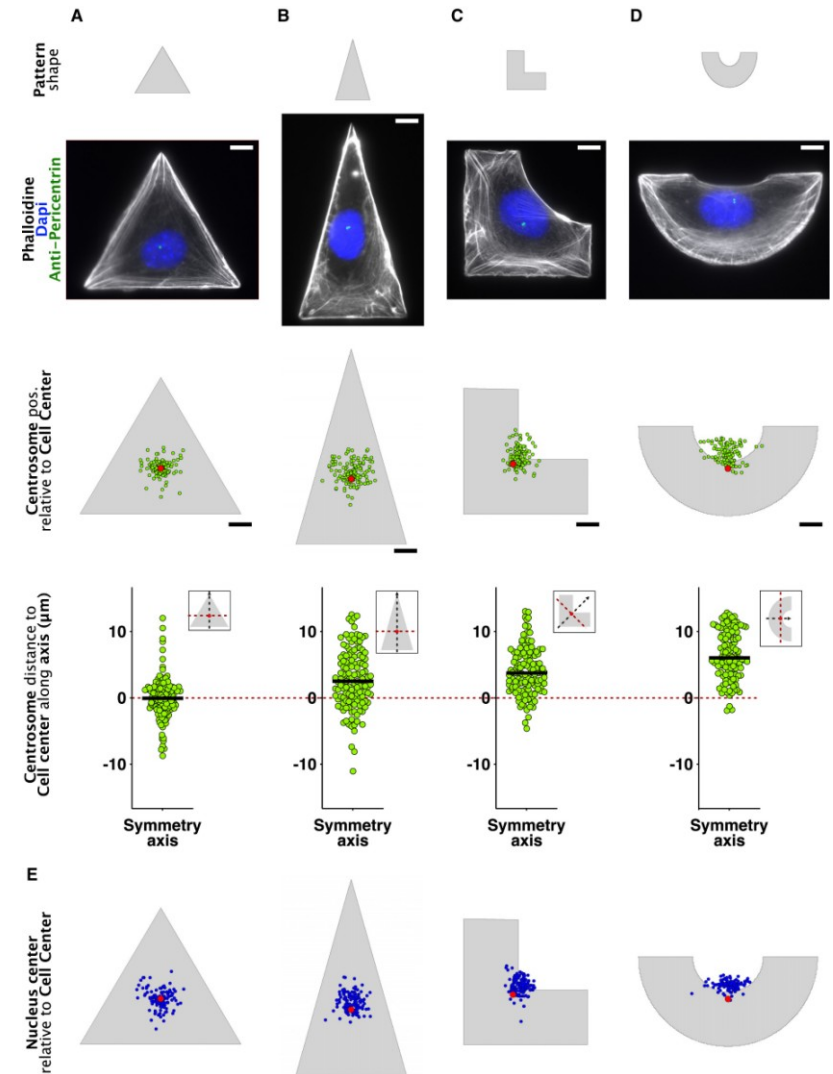 A B C D
Pattern
shape
Phalloidine
Dapi
Anti-Pericentrin
Centrosome pos.
relative to Cell Center
Centrosome distance to
Cell center along axis (µm)
10 10 10 10
0 0 0 0
-10 -10 -10 -10
Symmetry Symmetry Symmetry Symmetry
axis axis axis axis
E
Nucleus center
relative to Cell Center